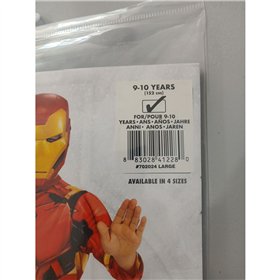 9-10 YEARS
(152 cm)
FOR/POUR 9-10
YEARS•ANS•AÑOS•JAHRE
ANNI• ANOS•JAREN
8 83028 41228 0
#702024 LARGE
AVAILABLE IN 4 SIZES